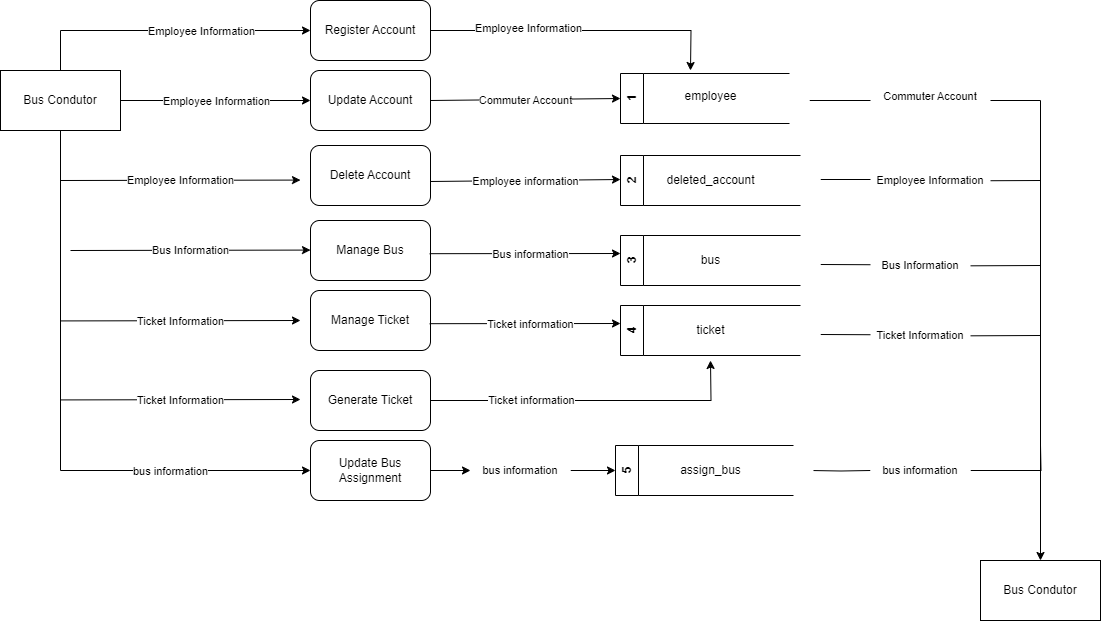 Employee Information
Register Account
Employee Information
Bus Condutor
Employee Information
Update Account
Commuter Account
1
employee
Commuter Account
Employee Information
Delete Account
Employee information
2
deleted_account
Employee Information
Bus Information
Manage Bus
Bus information
3
bus
Bus Information
Ticket Information
Manage Ticket
Ticket information
4
ticket
Ticket Information
Ticket Information
Generate Ticket
Ticket information
bus information
Update Bus
Assignment
bus information
5
assign_bus
bus information
Bus Condutor